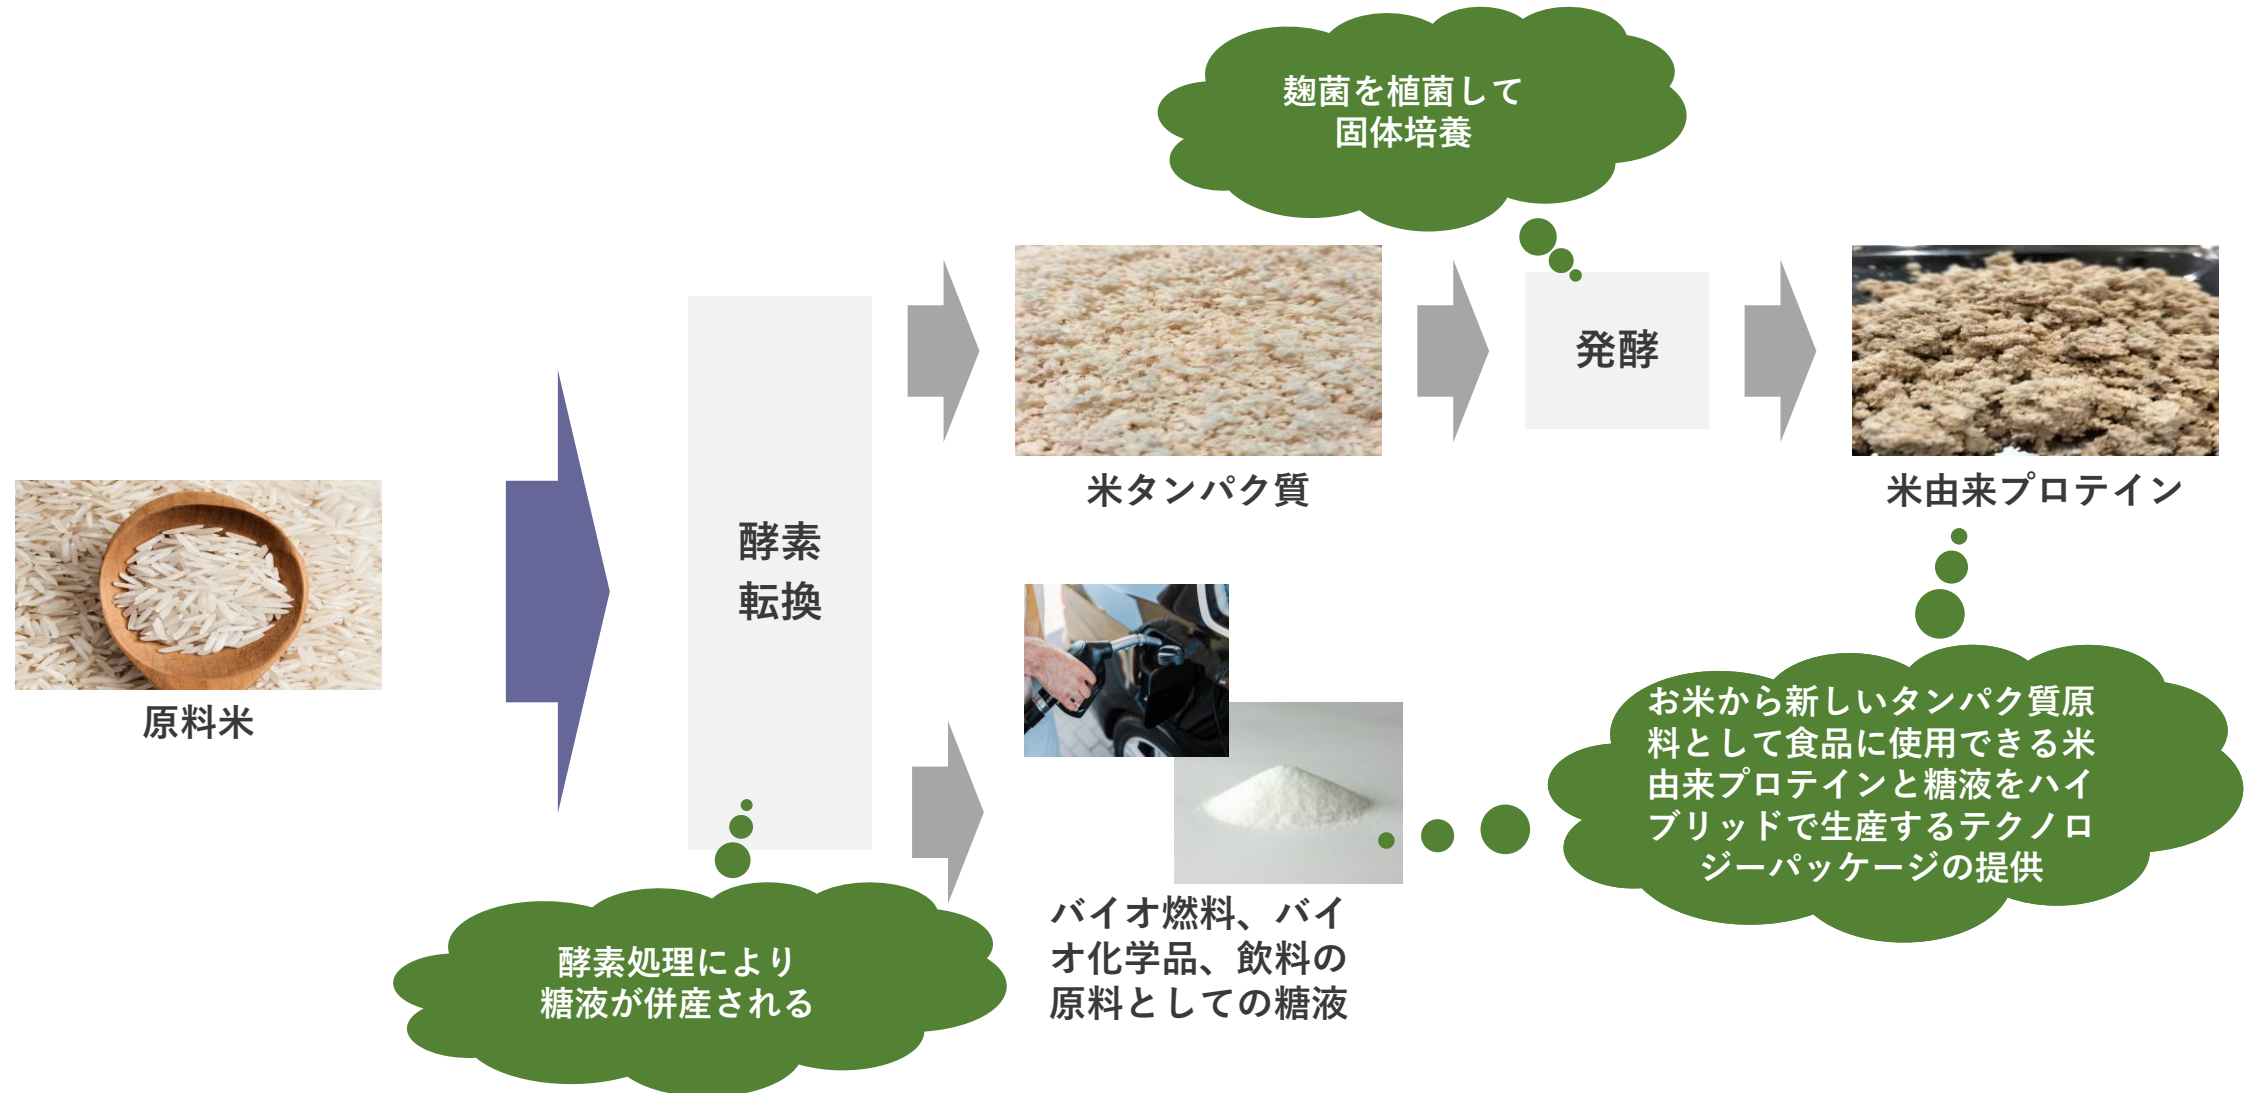 麹菌を植菌して
固体培養
発酵
米タンパク質
米由来プロテイン
酵素
転換
原料米
お米から新しいタンパク質原
料として食品に使用できる米
由来プロテインと糖液をハイ
ブリッドで生産するテクノロ
ジーパッケージの提供
バイオ燃料、バイ
オ化学品、飲料の
原料としての糖液
酵素処理により
糖液が併産される